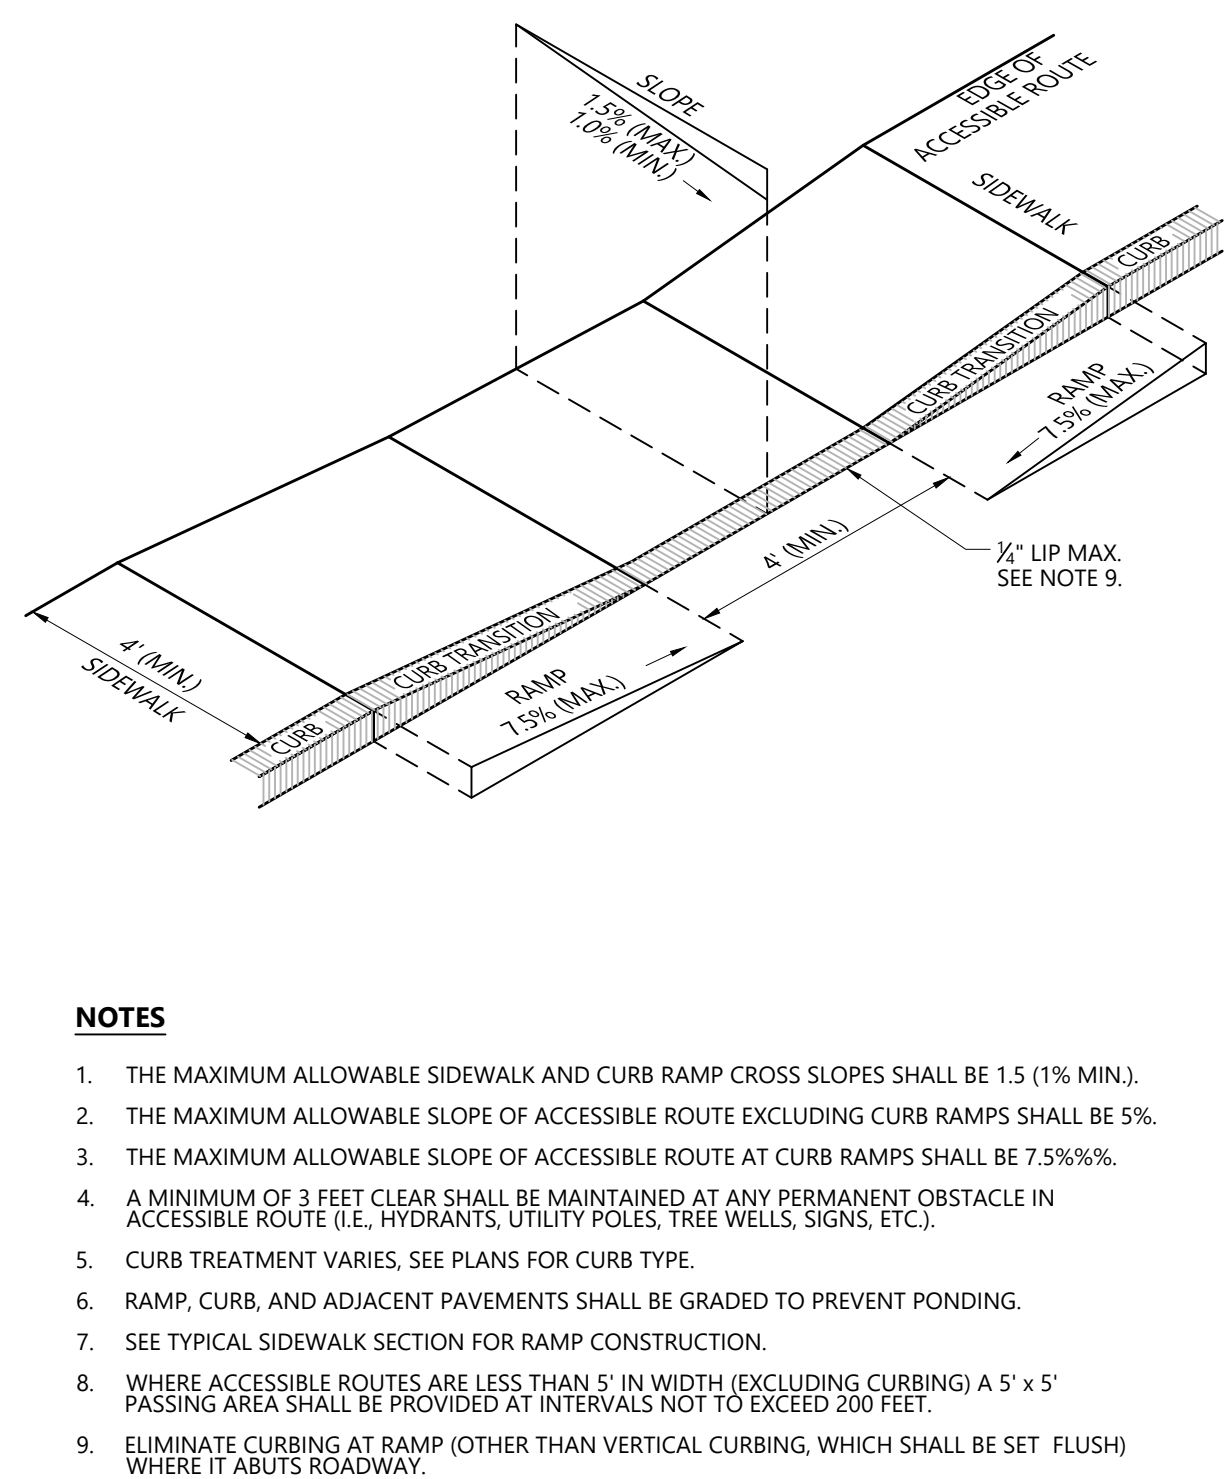 SLOPE
1.5% (MAX.)
1.0% (MIN.)
EDGE OF
ACCESSIBLE ROUTE
SIDEWALK
CURB
CURB TRANSITION
RAMP
7.5% (MAX.)
4' (MIN.)
¼" LIP MAX.
SEE NOTE 9.
4' (MIN.)
SIDEWALK
CURB TRANSITION
CURB
RAMP
7.5% (MAX.)
NOTES
1. THE MAXIMUM ALLOWABLE SIDEWALK AND CURB RAMP CROSS SLOPES SHALL BE 1.5 (1% MIN.).
2. THE MAXIMUM ALLOWABLE SLOPE OF ACCESSIBLE ROUTE EXCLUDING CURB RAMPS SHALL BE 5%.
3. THE MAXIMUM ALLOWABLE SLOPE OF ACCESSIBLE ROUTE AT CURB RAMPS SHALL BE 7.5%%%.
4. A MINIMUM OF 3 FEET CLEAR SHALL BE MAINTAINED AT ANY PERMANENT OBSTACLE IN
ACCESSIBLE ROUTE (I.E., HYDRANTS, UTILITY POLES, TREE WELLS, SIGNS, ETC.).
5. CURB TREATMENT VARIES, SEE PLANS FOR CURB TYPE.
6. RAMP, CURB, AND ADJACENT PAVEMENTS SHALL BE GRADED TO PREVENT PONDING.
7. SEE TYPICAL SIDEWALK SECTION FOR RAMP CONSTRUCTION.
8. WHERE ACCESSIBLE ROUTES ARE LESS THAN 5' IN WIDTH (EXCLUDING CURBING) A 5' x 5'
PASSING AREA SHALL BE PROVIDED AT INTERVALS NOT TO EXCEED 200 FEET.
9. ELIMINATE CURBING AT RAMP (OTHER THAN VERTICAL CURBING, WHICH SHALL BE SET FLUSH)
WHERE IT ABUTS ROADWAY.